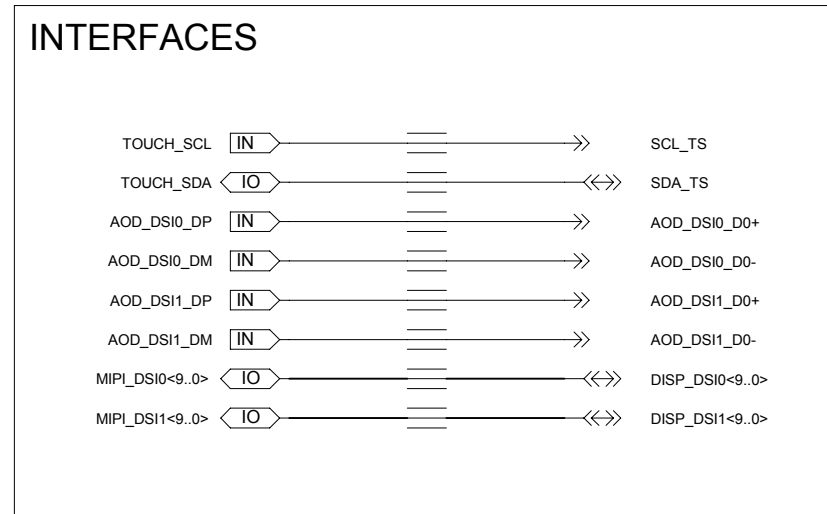 INTERFACES
TOUCH_SCL IN SCL_TS
TOUCH_SDA IO SDA_TS
AOD_DSI0_DP IN AOD_DSI0_D0+
AOD_DSI0_DM IN AOD_DSI0_D0-
AOD_DSI1_DP IN AOD_DSI1_D0+
AOD_DSI1_DM IN AOD_DSI1_D0-
MIPI_DSI0<9..0> IO DISP_DSI0<9..0>
MIPI_DSI1<9..0> IO DISP_DSI1<9..0>